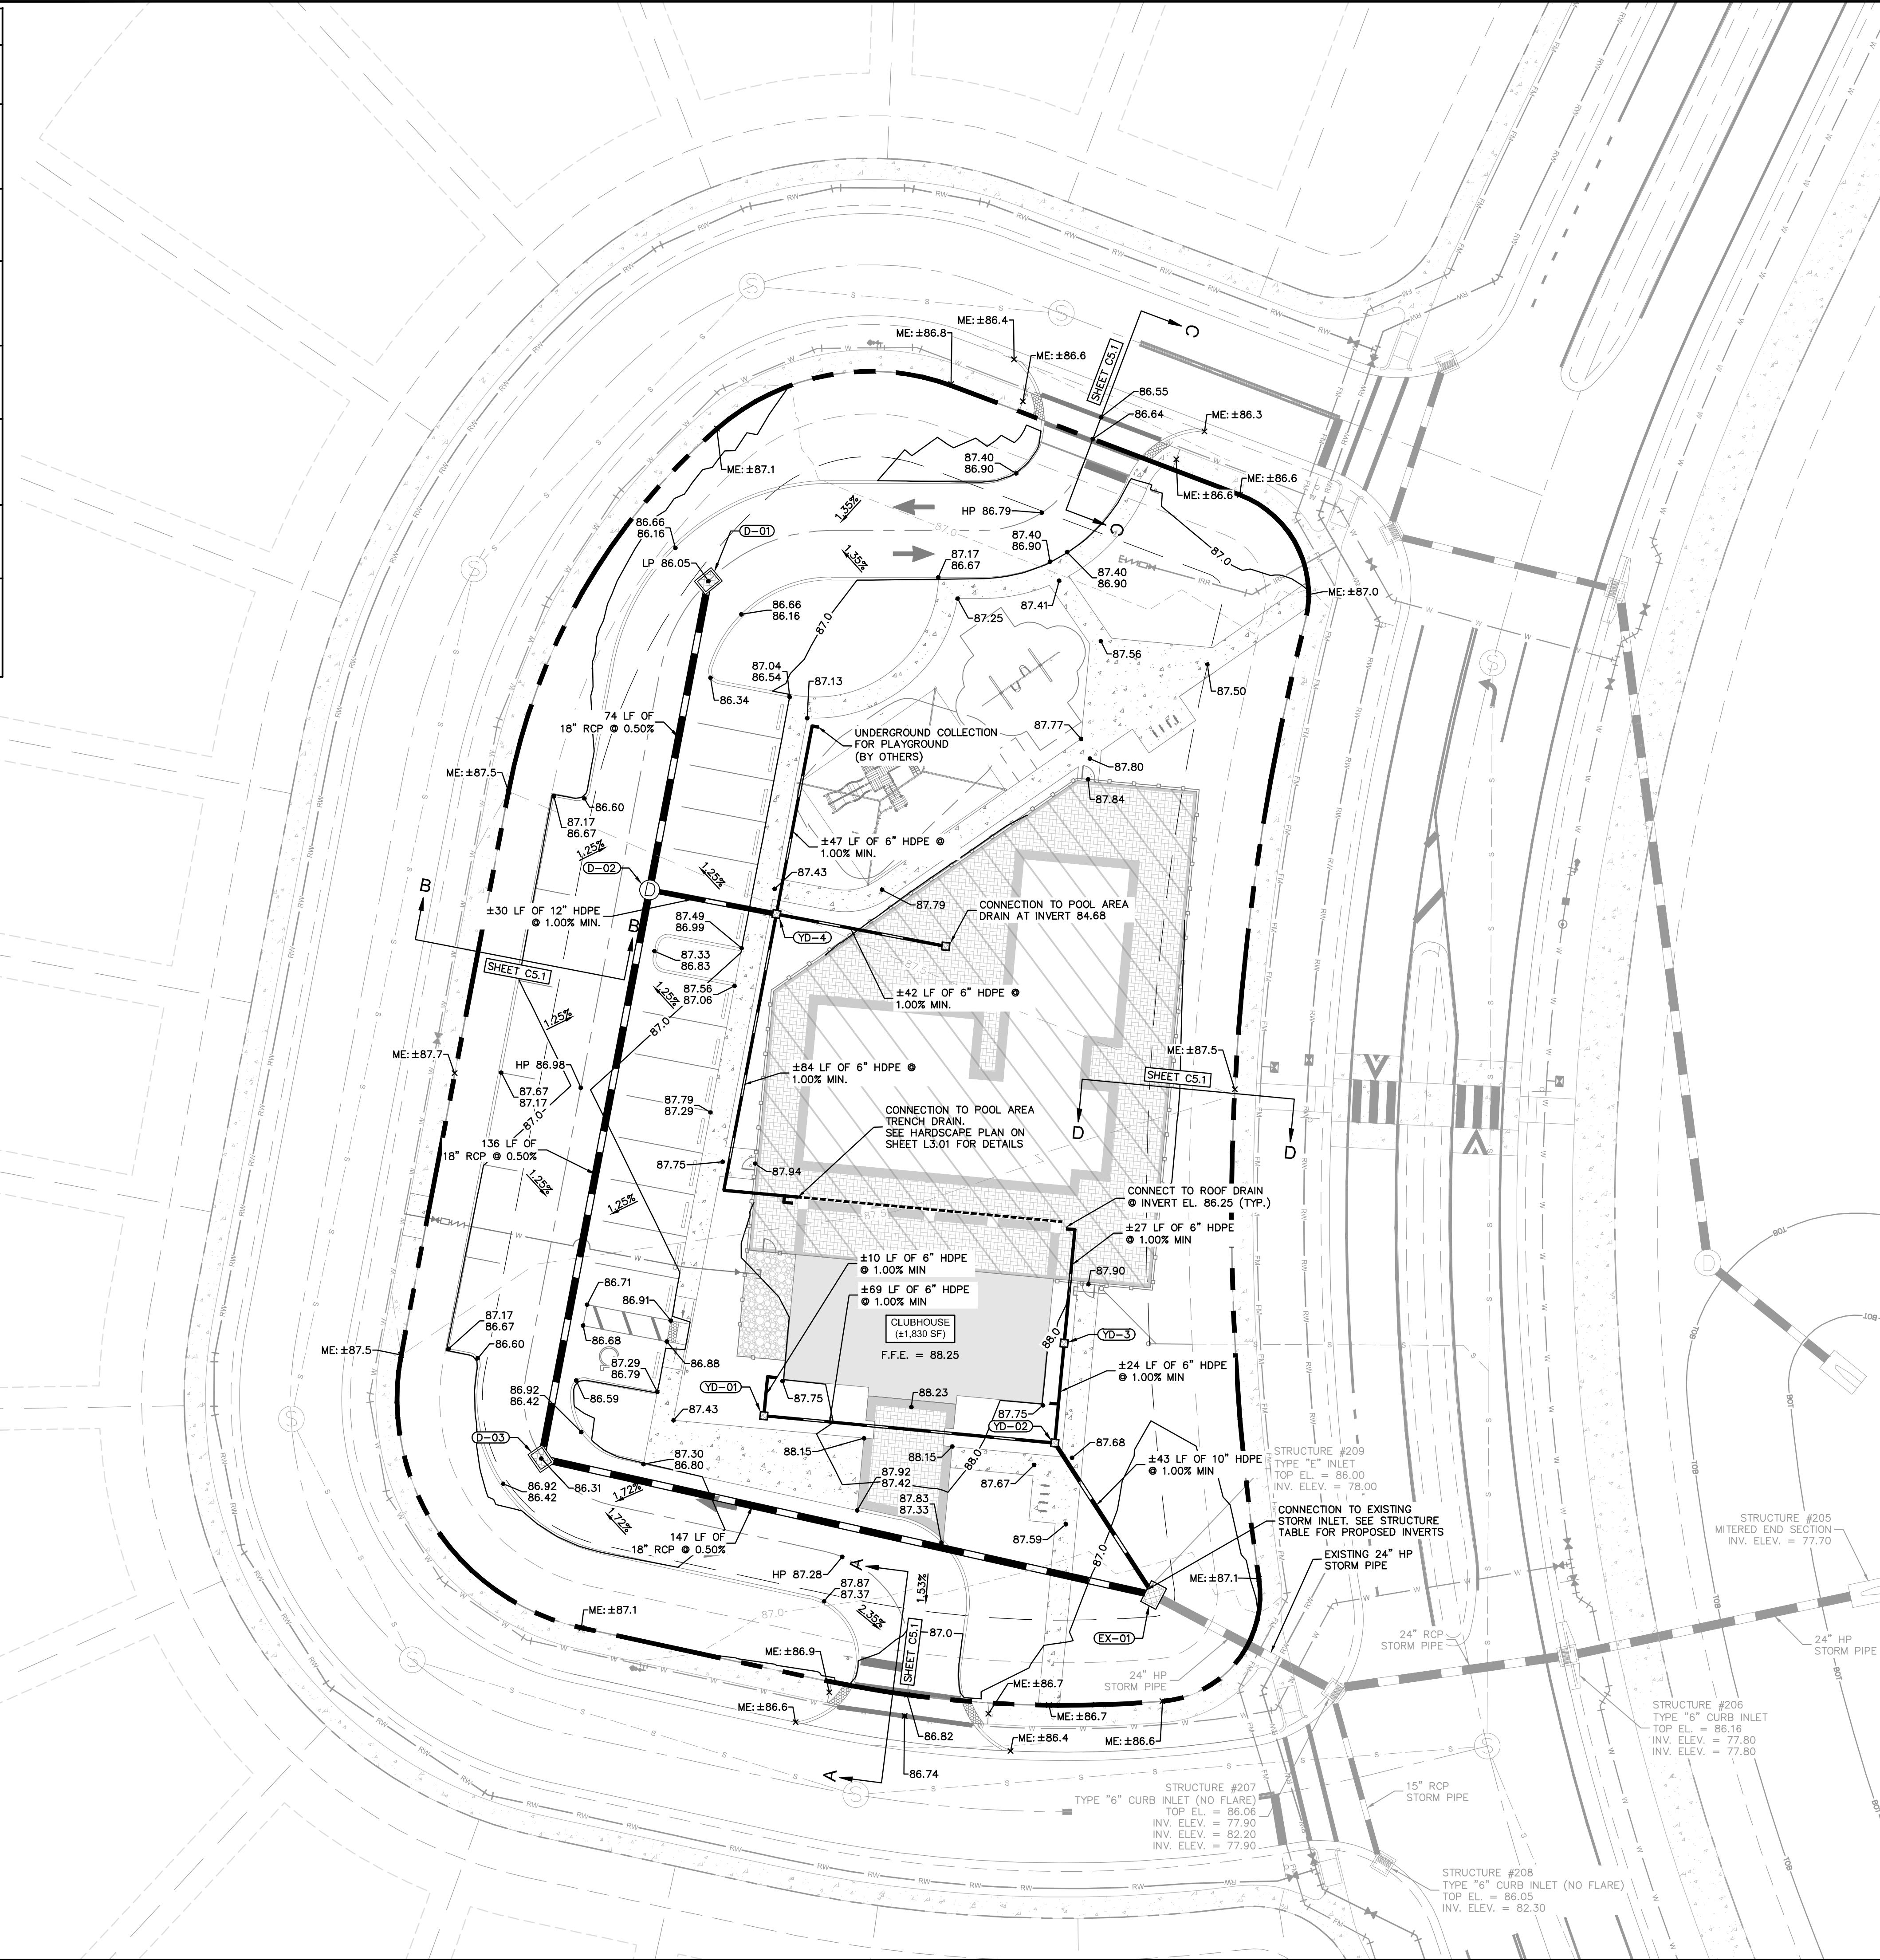 ME: ±86.4
ME: ±86.8
ME: ±86.6
C
SHEET C5.1
86.55
86.64
ME: ±86.3
87.40
86.90
ME: ±87.1
ME: ±86.6
ME: ±86.6
1.35%
HP 86.79
87.0
C
86.66
86.16
D-01
LP 86.05
1.35%
87.17
86.67
87.40
86.90
87.40
86.90
87.0
IRR
IRR
ME: ±87.0
87.41
87.25
86.66
86.16
87.0
87.56
87.04
86.54
87.13
86.34
87.50
74 LF OF
18" RCP @ 0.50%
87.77
UNDERGROUND COLLECTION
FOR PLAYGROUND
(BY OTHERS)
ME: ±87.5
87.80
87.84
86.60
87.17
86.67
1.25%
±47 LF OF 6" HDPE @
1.00% MIN.
D-02
D
1.25%
87.43
B
87.79
CONNECTION TO POOL AREA
DRAIN AT INVERT 84.68
±30 LF OF 12" HDPE
@ 1.00% MIN.
87.49
86.99
B
YD-4
87.33
86.83
SHEET C5.1
87.56
87.06
1.25%
±42 LF OF 6" HDPE @
1.00% MIN.
1.25%
87.0
ME: ±87.7
HP 86.98
ME: ±87.5
±84 LF OF 6" HDPE @
1.00% MIN.
SHEET C5.1
87.67
87.17
87.79
87.29
87.0
CONNECTION TO POOL AREA
TRENCH DRAIN.
SEE HARDSCAPE PLAN ON
SHEET L3.01 FOR DETAILS
D
D
136 LF OF
18" RCP @ 0.50%
87.75
87.94
1.25%
1.25%
CONNECT TO ROOF DRAIN
@ INVERT EL. 86.25 (TYP.)
±27 LF OF 6" HDPE
@ 1.00% MIN
±10 LF OF 6" HDPE
@ 1.00% MIN
87.90
±69 LF OF 6" HDPE
@ 1.00% MIN
86.71
86.91
CLUBHOUSE
(±1,830 SF)
F.F.E. = 88.25
88.0
YD-3
87.17
86.67
86.60
86.68
86.88
ME: ±87.5
87.29
86.79
±24 LF OF 6" HDPE
@ 1.00% MIN
86.92
86.42
86.59
YD-01
87.75
88.23
87.75
87.43
YD-02
D-03
88.15
88.15
88.0
87.68
87.30
86.80
±43 LF OF 10" HDPE
@ 1.00% MIN
STRUCTURE #209
TYPE "E" INLET
TOP EL. = 86.00
INV. ELEV. = 78.00
86.92
86.42
86.31
1.72%
87.92
87.42
87.67
87.83
87.33
1.72%
CONNECTION TO EXISTING
STORM INLET. SEE STRUCTURE
TABLE FOR PROPOSED INVERTS
147 LF OF
18" RCP @ 0.50%
87.59
87.0
EXISTING 24" HP
STORM PIPE
STRUCTURE #205
MITERED END SECTION
INV. ELEV. = 77.70
HP 87.28
A
1.53%
ME: ±87.1
87.87
87.37
ME: ±87.1
87.0
2.35%
87.0
EX-01
24" RCP
STORM PIPE
24" HP
STORM PIPE
ME: ±86.9
SHEET C5.1
24" HP
STORM PIPE
ME: ±86.7
ME: ±86.6
ME: ±86.7
86.82
ME: ±86.4
ME: ±86.6
STRUCTURE #206
TYPE "6" CURB INLET
TOP EL. = 86.16
INV. ELEV. = 77.80
INV. ELEV. = 77.80
A
86.74
STRUCTURE #207
TYPE "6" CURB INLET (NO FLARE)
TOP EL. = 86.06
INV. ELEV. = 77.90
INV. ELEV. = 82.20
INV. ELEV. = 77.90
15" RCP
STORM PIPE
STRUCTURE #208
TYPE "6" CURB INLET (NO FLARE)
TOP EL. = 86.05
INV. ELEV. = 82.30
TOB
TOB
BOT
BOT